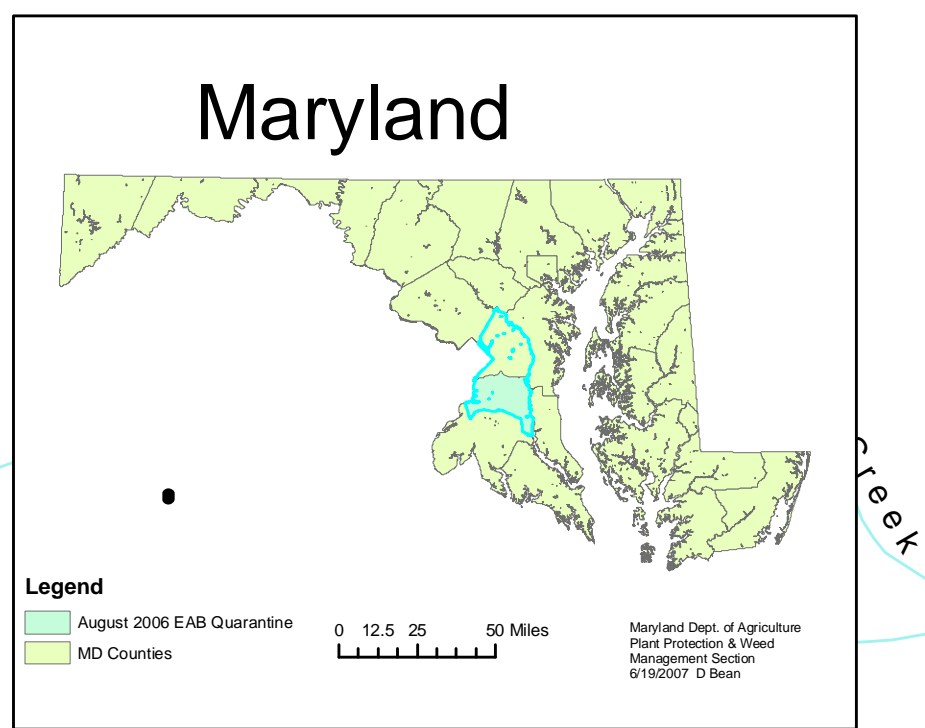 Maryland
Creek
Legend
August 2006 EAB Quarantine
MD Counties
0 12.5 25 50 Miles
Maryland Dept. of Agriculture
Plant Protection & Weed
Management Section
6/19/2007 D Bean